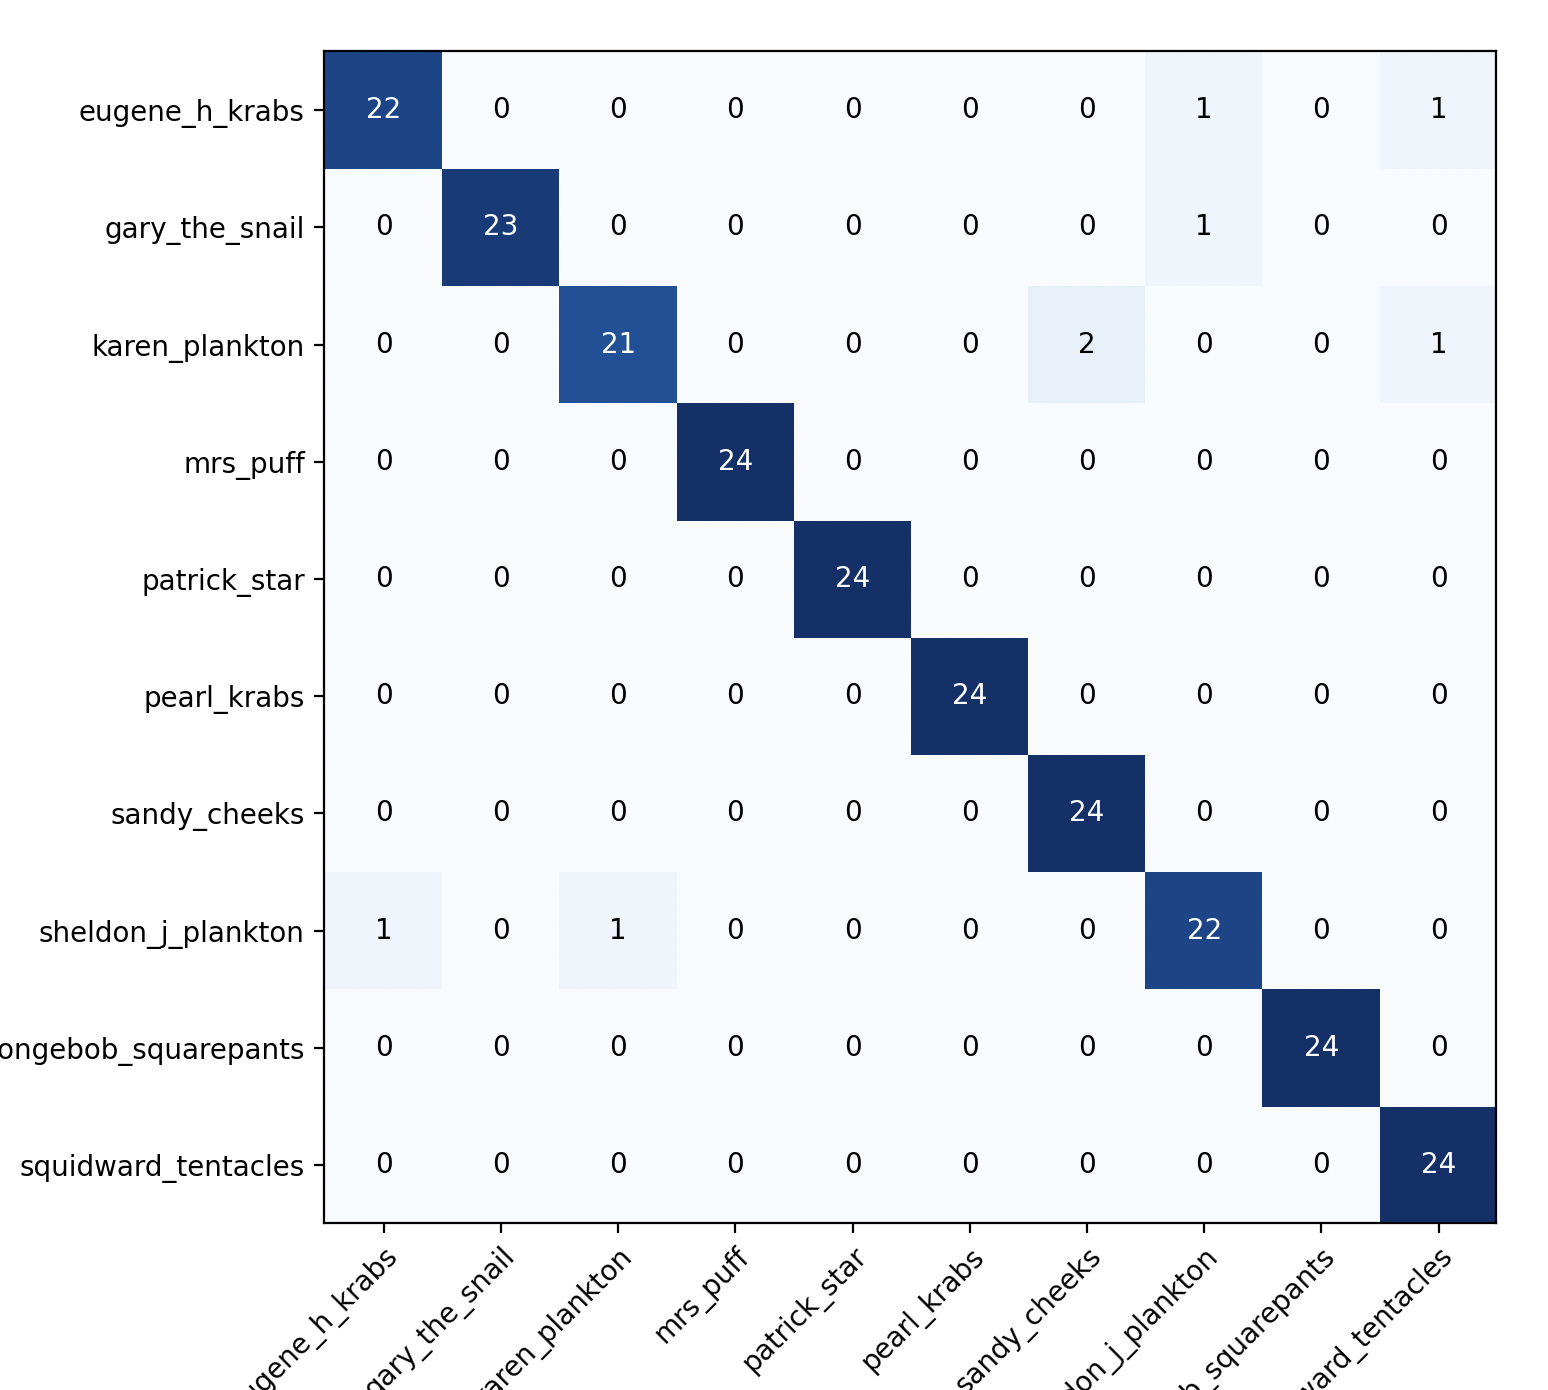 eugene_h_krabs 22 0 0 0 0 0 0 1 0 1
gary_the_snail 0 23 0 0 0 0 0 1 0 0
karen_plankton 0 0 21 0 0 0 2 0 0 1
mrs_puff 0 0 0 24 0 0 0 0 0 0
patrick_star 0 0 0 0 24 0 0 0 0 0
pearl_krabs 0 0 0 0 0 24 0 0 0 0
sandy_cheeks 0 0 0 0 0 0 24 0 0 0
sheldon_j_plankton 1 0 1 0 0 0 0 22 0 0
ongebob_squarepants 0 0 0 0 0 0 0 0 24 0
squidward_tentacles 0 0 0 0 0 0 0 0 0 24
gene_h_krabs
gary_the_snail
aren_plankton
mrs_puff
patrick_star
pearl_krabs
sandy_cheeks
don_j_plankton
b_squarepants
ward_tentacles